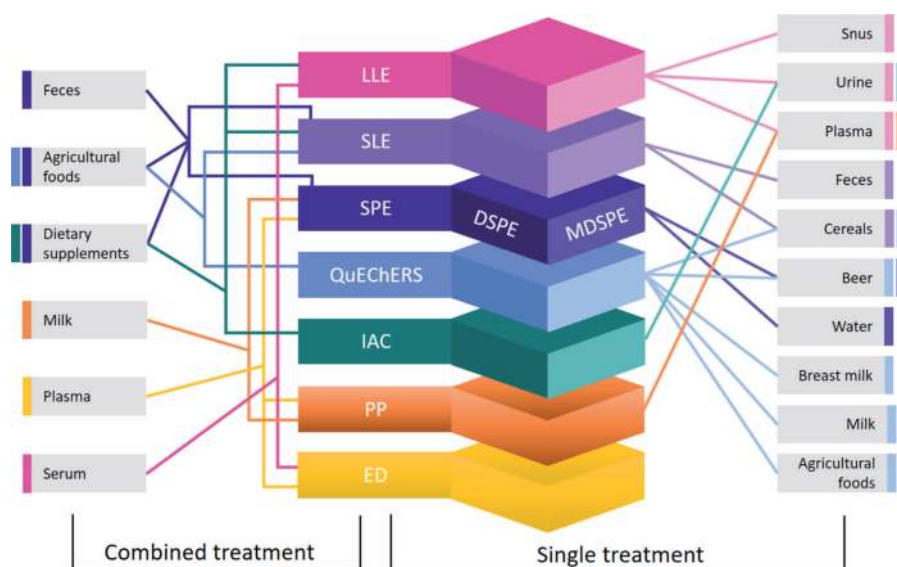 Feces
Agricultural
foods
Dietary
supplements
Milk
Plasma
Serum
LLE
SLE
SPE
QuEChERS
IAC
PP
ED
DSPE
MDSPE
Snus
Urine
Plasma
Feces
Cereals
Beer
Water
Breast milk
Milk
Agricultural
foods
Combined treatment
Single treatment